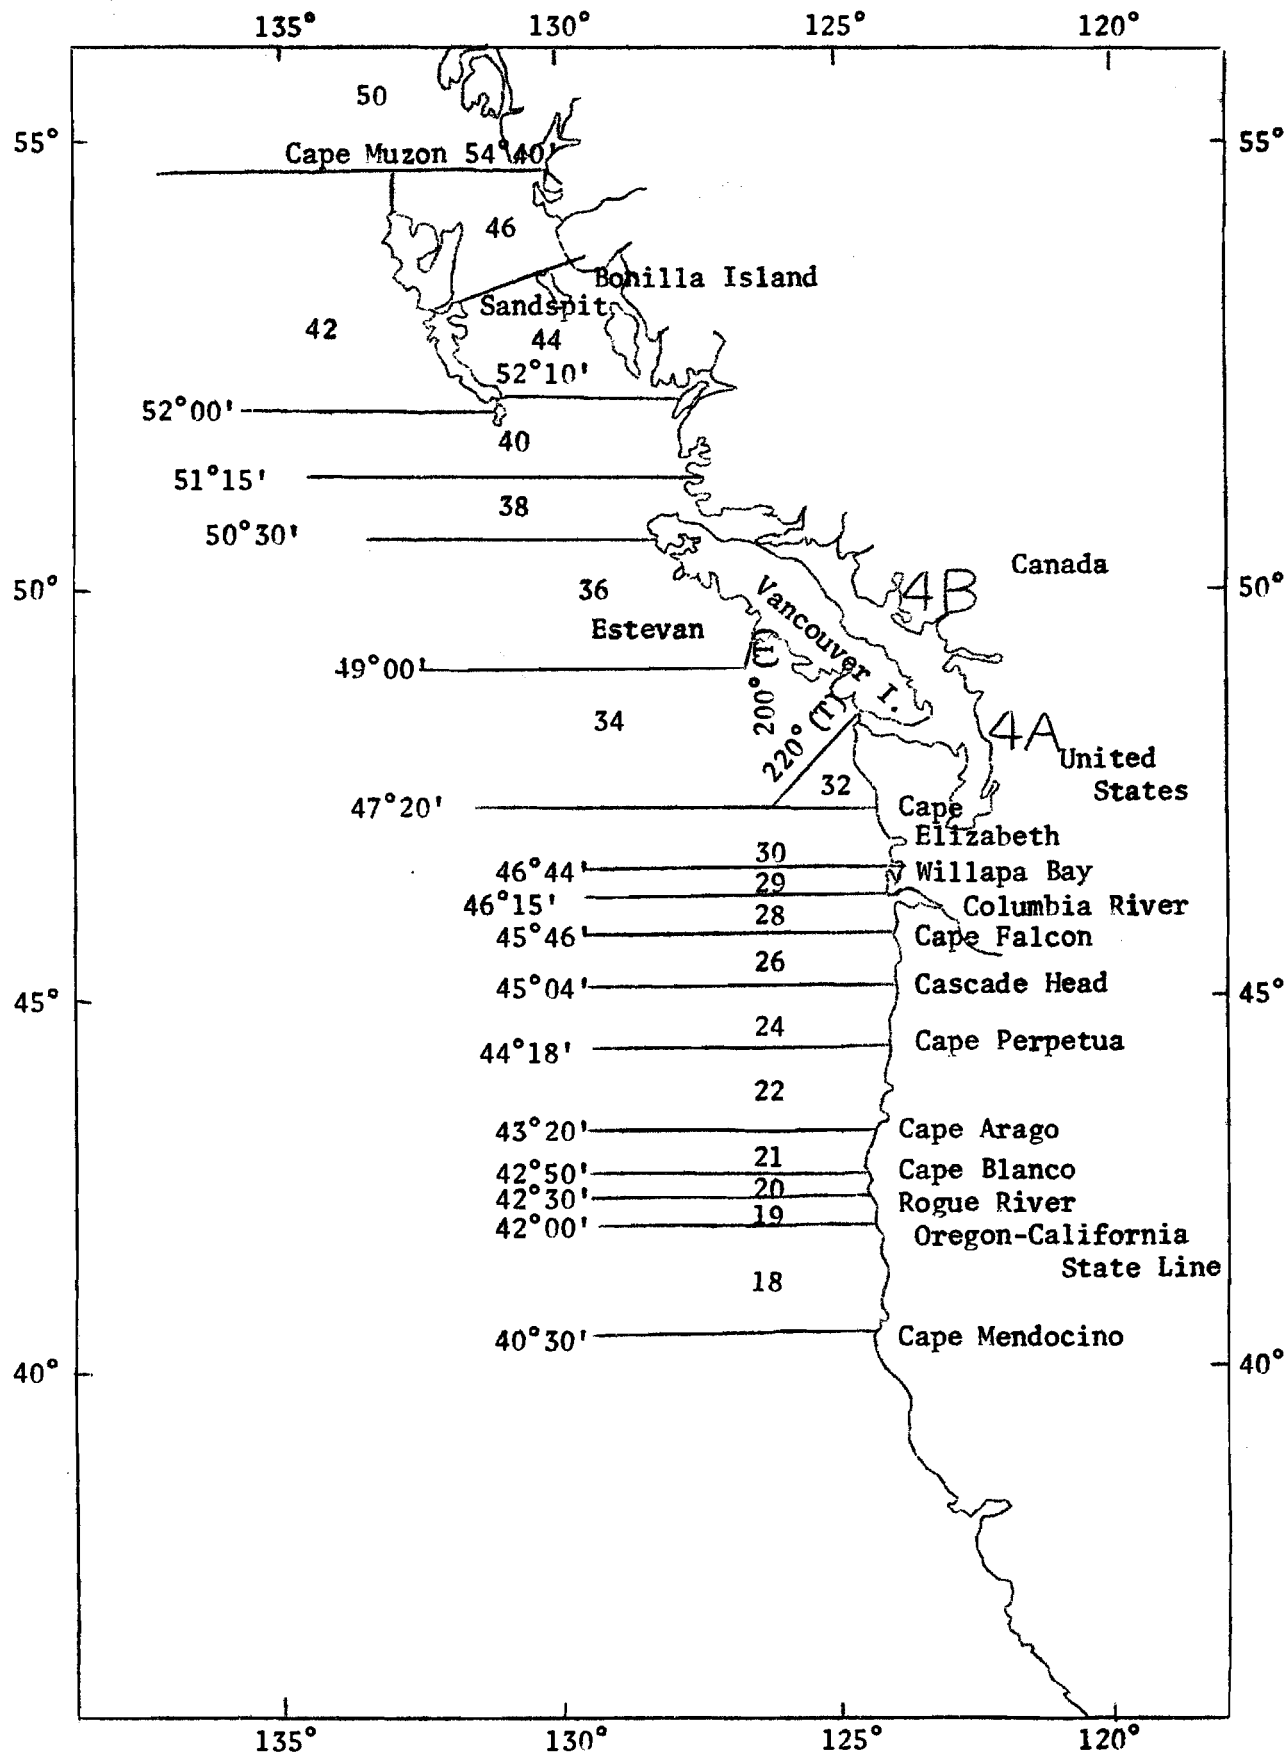 135° 130° 125° 120°
50
55° 55°
Cape Muzon 54°40'
46
Bonilla Island
Sandspit
42
44
52°10'
52°00'
40
51°15'
38
50°30'
Canada
50° 36 4B 50°
Vancouver I.
Estevan
49°00'
200° (T)
34
220° (T)
4A
United
States
32
47°20' Cape
Elizabeth
30
46°44' Willapa Bay
29
46°15' Columbia River
28
45°46' Cape Falcon
26
45°04' Cascade Head
45° 45°
24
44°18' Cape Perpetua
22
43°20' Cape Arago
21
42°50' Cape Blanco
20
42°30' Rogue River
19
42°00' Oregon-California
State Line
18
40°30' Cape Mendocino
40° 40°
135° 130° 125° 120°